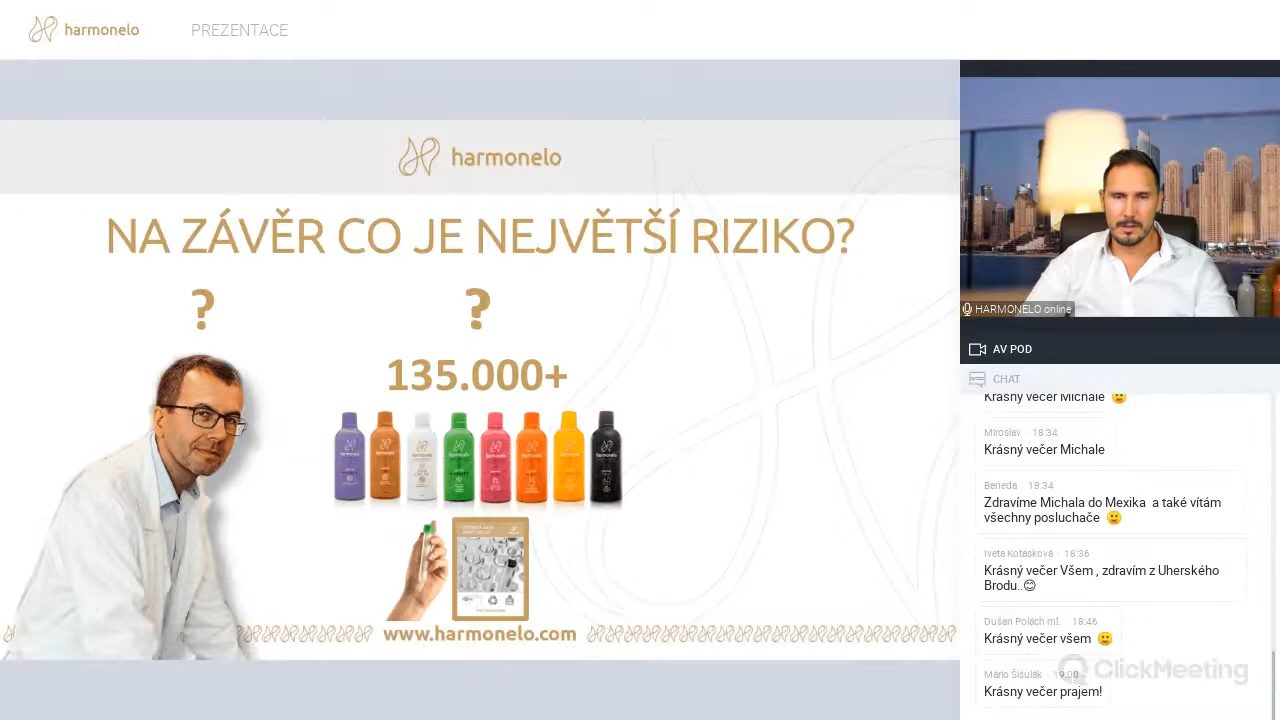 harmonelo
PREZENTACE
harmonelo
NA ZÁVĚR CO JE NEJVĚTŠÍ RIZIKO?
?
?
135.000+
www.harmonelo.com
HARMONELO online
AV POD
CHAT
Krásný večer Michale
Miroslav 18:34
Krásný večer Michale
Beneda 18:34
Zdravíme Michala do Mexika a také vítám
všechny posluchače 🙂
Iveta Kotásková 18:36
Krásný večer Všem , zdravím z Uherského
Brodu..😊
Dušan Polách ml. 18:46
Krásný večer všem 🙂
Mário Šišulák 19:00
Krásny večer prajem!
ClickMeeting